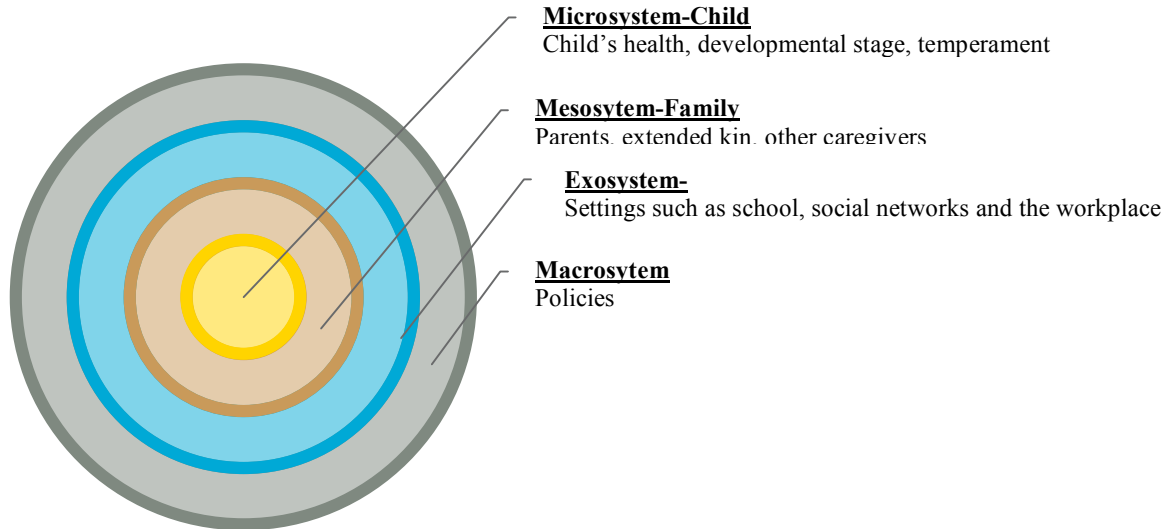 Microsystem-Child
Child's health, developmental stage, temperament
Mesosytem-Family
Parents, extended kin, other caregivers
Exosystem-
Settings such as school, social networks and the workplace
Macrosytem
Policies